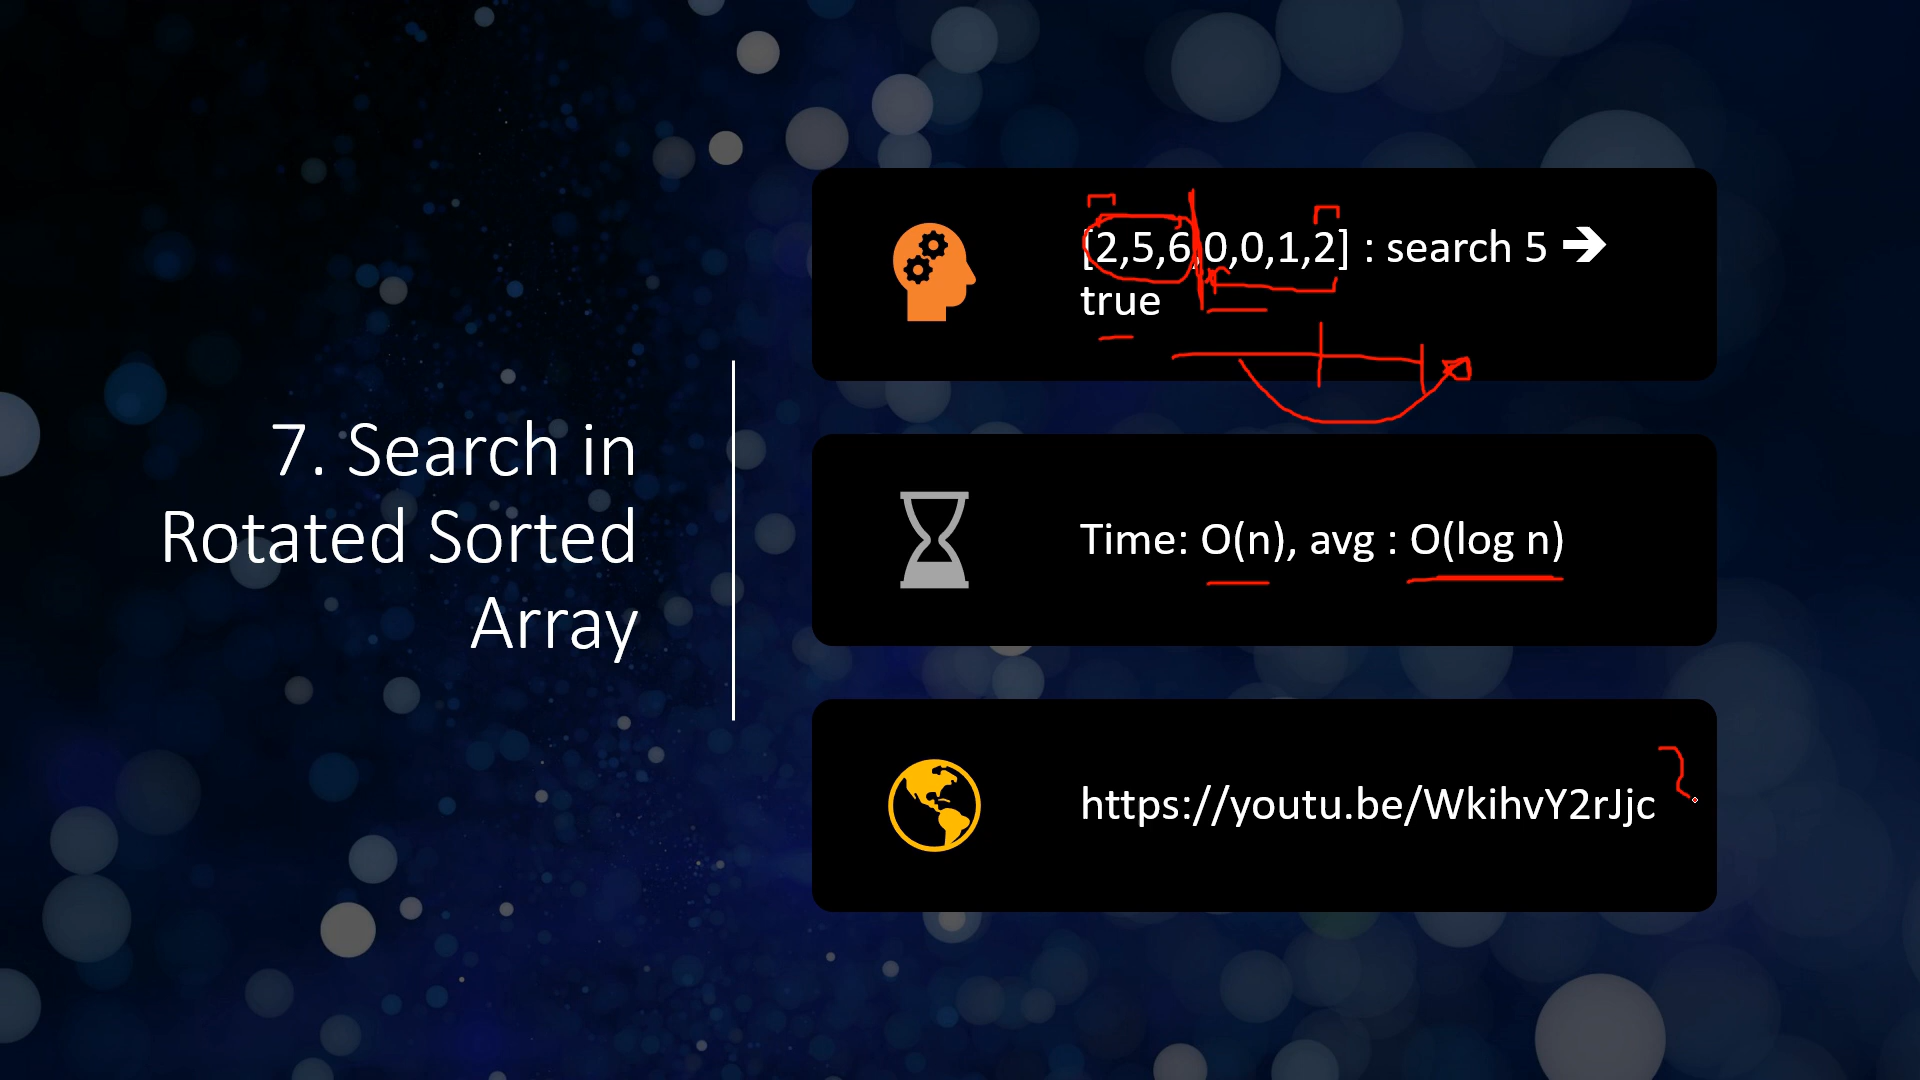 7. Search in
Rotated Sorted
Array
[2,5,6,0,0,1,2] : search 5 🡺
true
Time: O(n), avg : O(log n)
https://youtu.be/WkihvY2rJjc